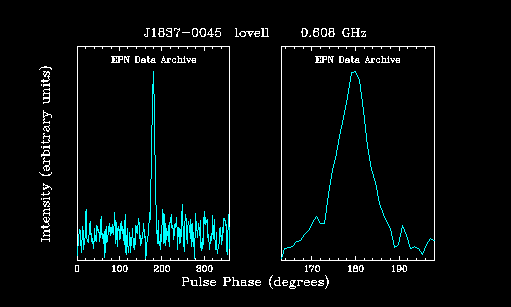 J1837-0045 lovell 0.608 GHz
EPN Data Archive EPN Data Archive
Intensity (arbitrary units)
0 100 200 300 170 180 190
Pulse Phase (degrees)